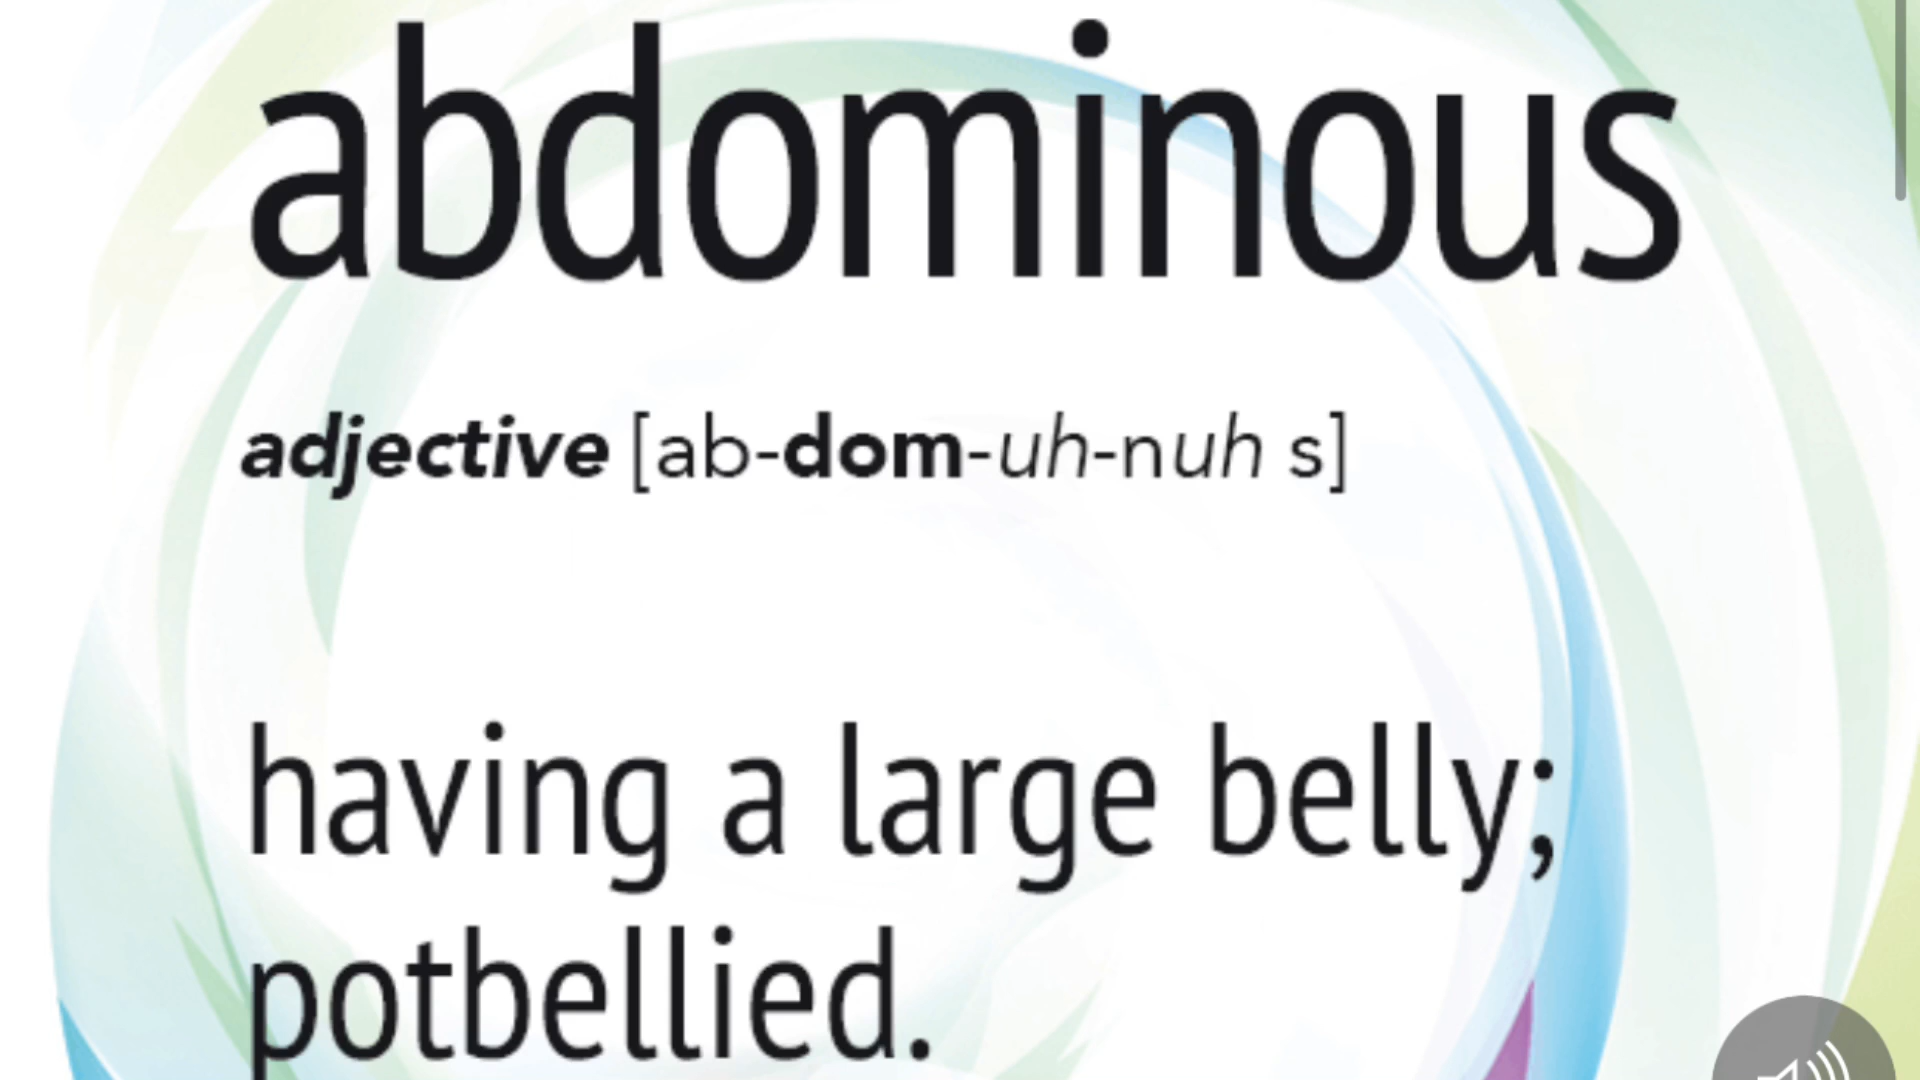 abdominous
adjective [ab-dom-uh-nuh s]
having a large belly;
potbellied.